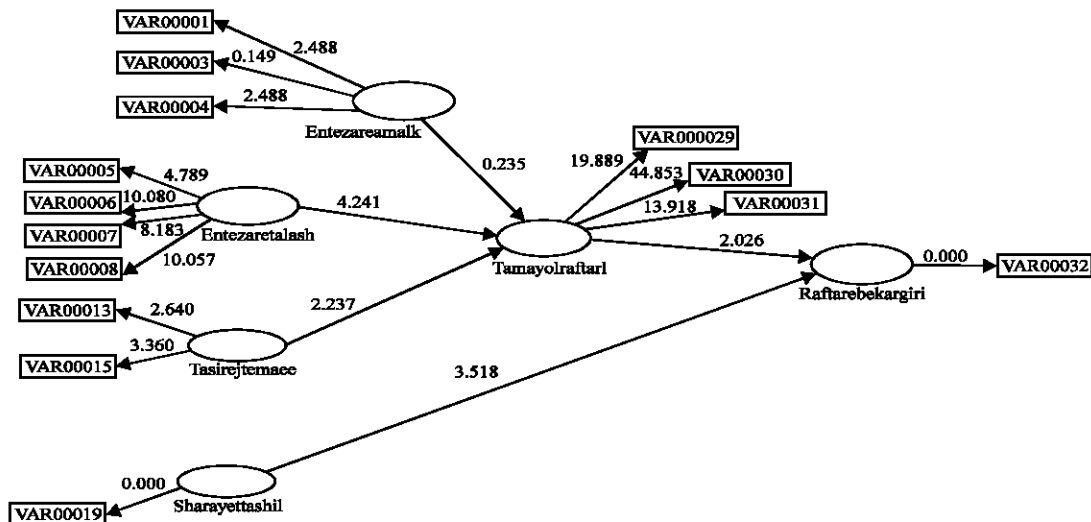 VAR00001
2.488
VAR00003
0.149
VAR00004
2.488
Entezareamalk
0.235
VAR000029
19.889
44.853
VAR00030
13.918
VAR00031
VAR00005
4.789
VAR00006
10.080
VAR00007
8.183
VAR00008
10.057
Entezaretalash
4.241
Tamayolraftarl
2.026
Raftarebekargiri
0.000
VAR00032
VAR00013
2.640
VAR00015
3.360
Tasirejtemaee
2.237
3.518
Sharayettashil
0.000
VAR00019